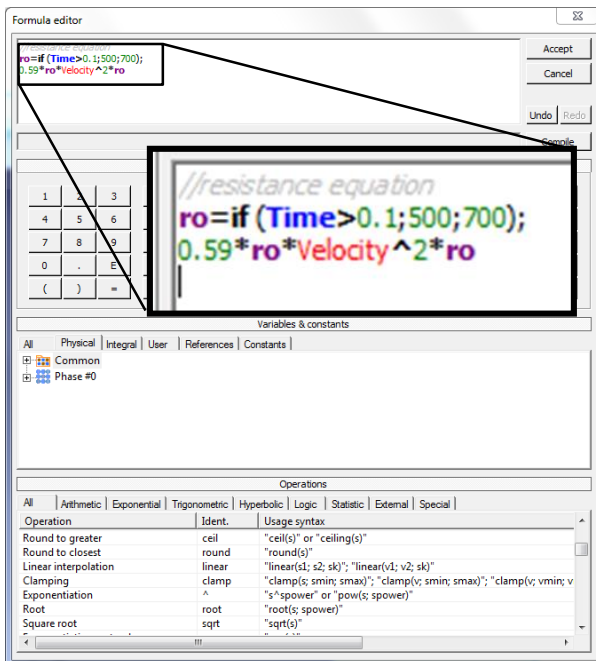 Formula editor
//resistance equation
ro=if (Time>0.1;500;700);
0.59*ro*Velocity^2*ro
Accept
Cancel
Undo Redo
Compile
//resistance equation
ro=if (Time>0.1;500;700);
0.59*ro*Velocity^2*ro
1 2 3
4 5 6
7 8 9
0 . E
( ) =
Variables & constants
All Physical Integral User References Constants
Common
Phase #0
Operations
All Arithmetic Exponential Trigonometric Hyperbolic Logic Statistic External Special
Operation Ident. Usage syntax
Round to greater ceil "ceil(s)" or "ceiling(s)"
Round to closest round "round(s)"
Linear interpolation linear "linear(s1; s2; sk)"; "linear(v1; v2; sk)"
Clamping clamp "clamp(s; smin; smax)"; "clamp(v; smin; smax)"; "clamp(v; vmin; v
Exponentiation ^ "s^spower" or "pow(s; spower)"
Root root "root(s; spower)"
Square root sqrt "sqrt(s)"